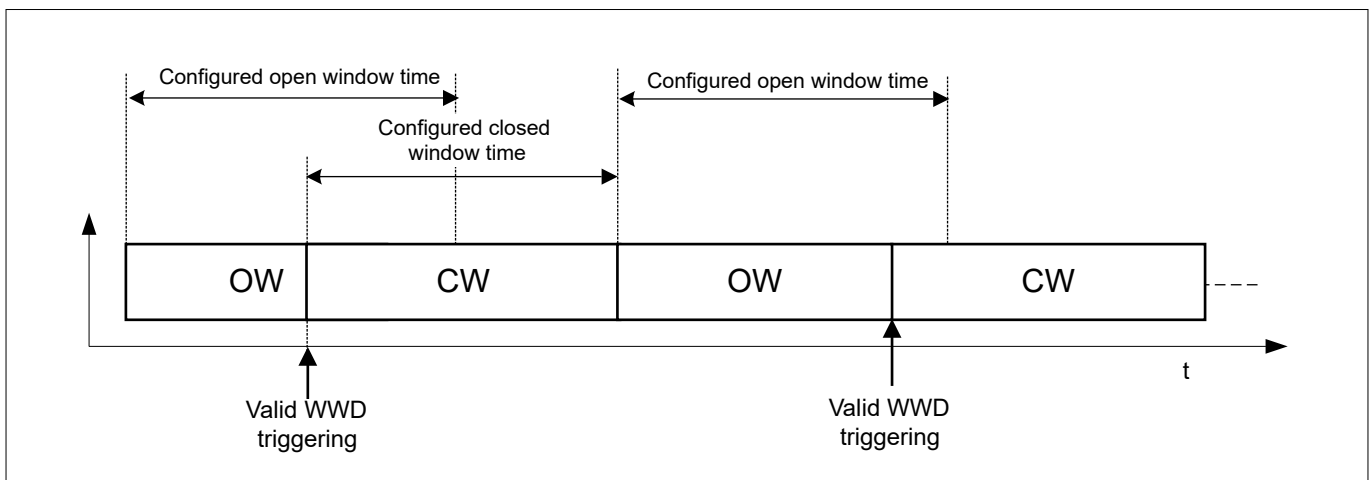 Configured open window time
Configured open window time
Configured closed
window time
OW
CW
OW
CW
t
Valid WWD
triggering
Valid WWD
triggering